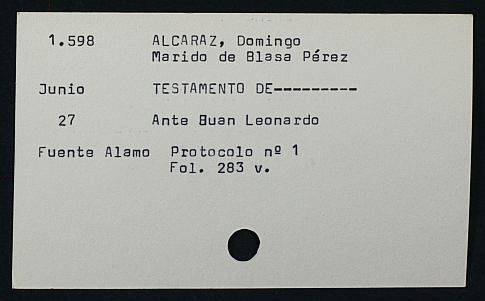 1.598 ALCARAZ, Domingo
Marido de Blasa Pérez
Junio TESTAMENTO DE---------
27 Ante Buan Leonardo
Fuente Alamo Protocolo nº 1
Fol. 283 v.